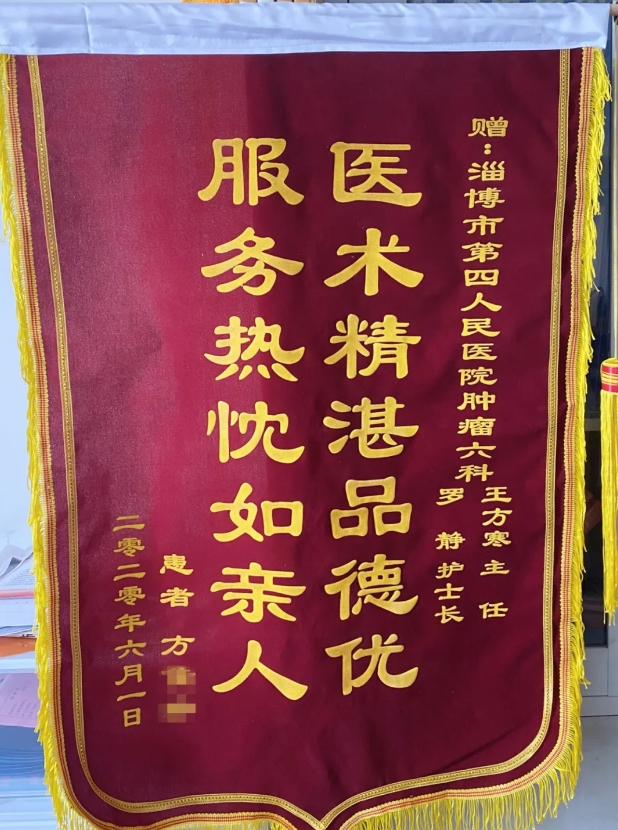 赠:淄博市第四人民医院肿瘤六科
王方寒主任
罗静护士长
医术精湛品德优
服务热忱如亲人
患者方
二零二零年六月一日